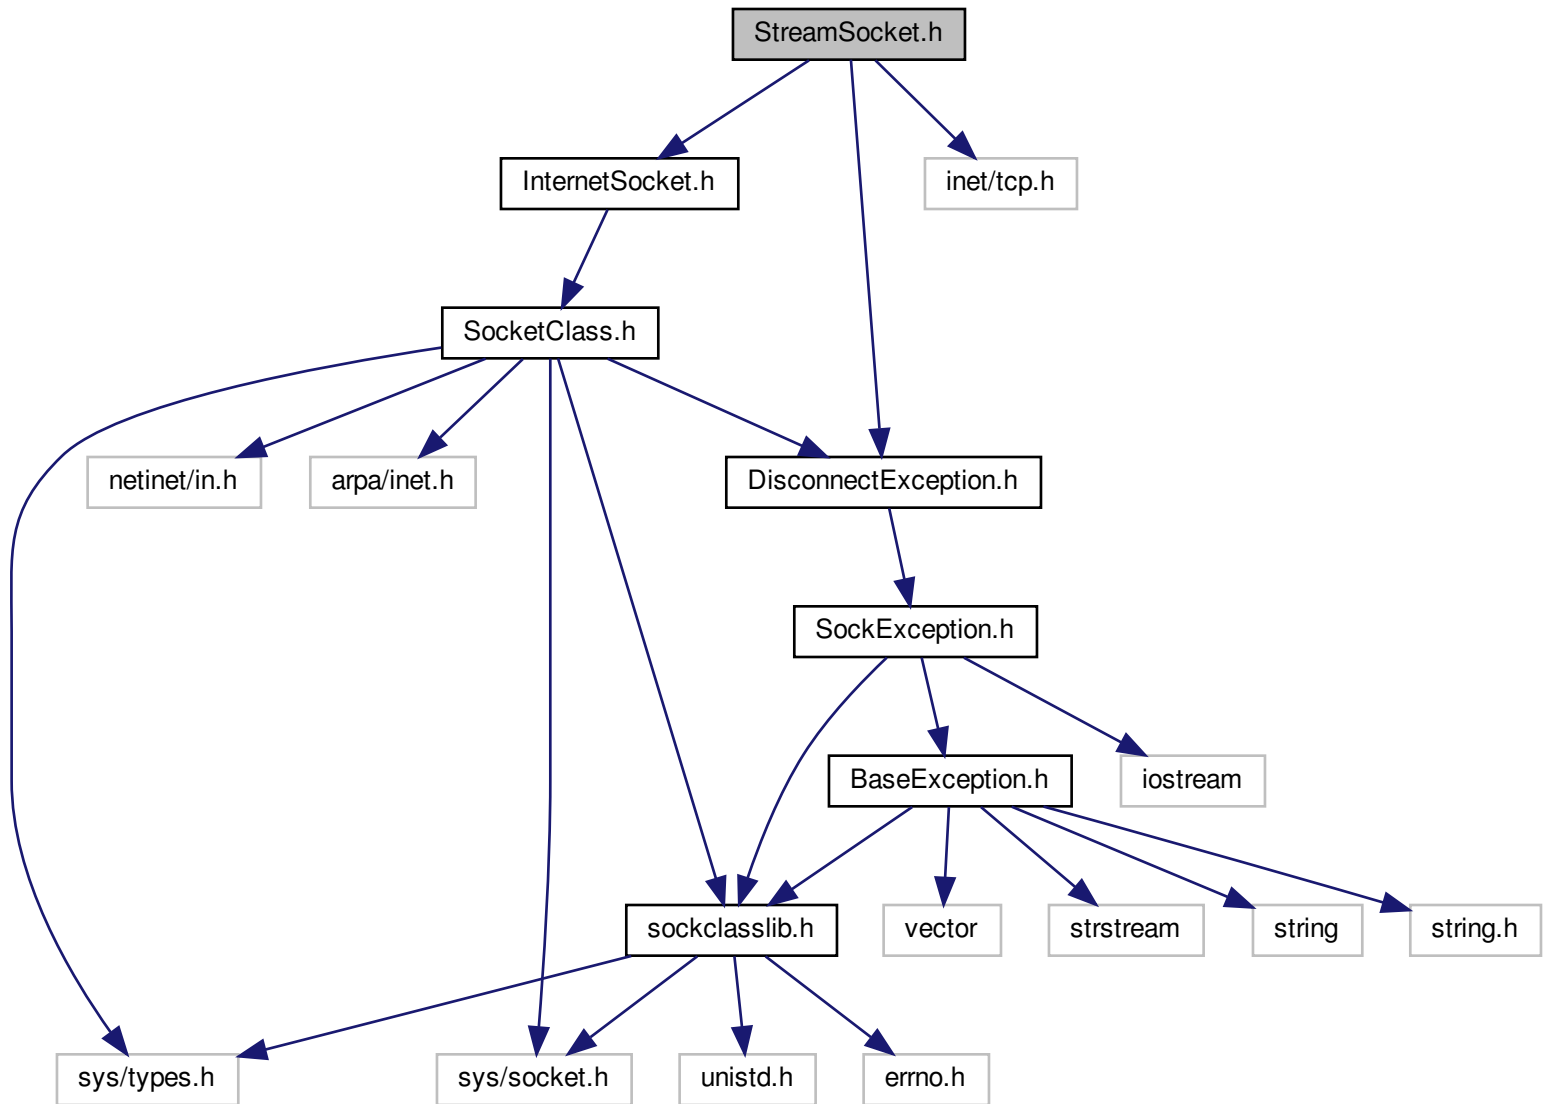 StreamSocket.h
InternetSocket.h
inet/tcp.h
SocketClass.h
netinet/in.h
arpa/inet.h
DisconnectException.h
SockException.h
BaseException.h
iostream
sockclasslib.h
vector
strstream
string
string.h
sys/types.h
sys/socket.h
unistd.h
errno.h